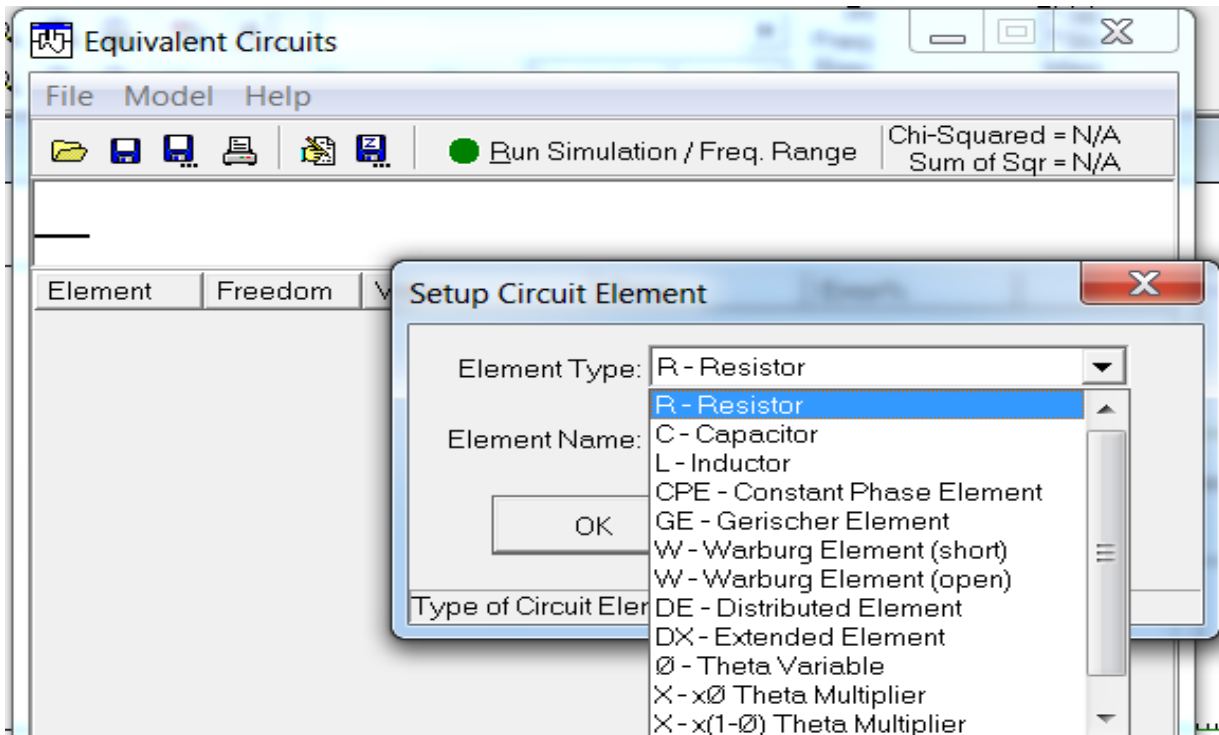 Equivalent Circuits
File Model Help
Run Simulation / Freq. Range
Chi-Squared = N/A
Sum of Sqr = N/A
Element Freedom
Setup Circuit Element
Element Type: R - Resistor
R - Resistor
Element Name:
C - Capacitor
L - Inductor
CPE - Constant Phase Element
OK
GE - Gerischer Element
W - Warburg Element (short)
W - Warburg Element (open)
Type of Circuit
DE - Distributed Element
DX - Extended Element
Ø - Theta Variable
X - xØ Theta Multiplier
X - x(1-Ø) Theta Multiplier